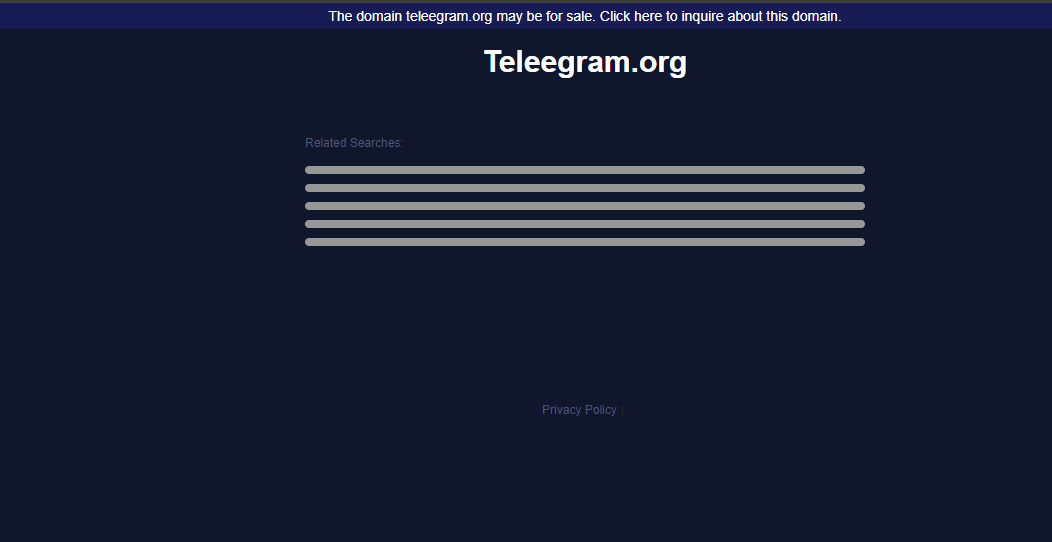 The domain teleegram.org may be for sale. Click here to inquire about this domain.
Teleegram.org
Related Searches:
Privacy Policy |